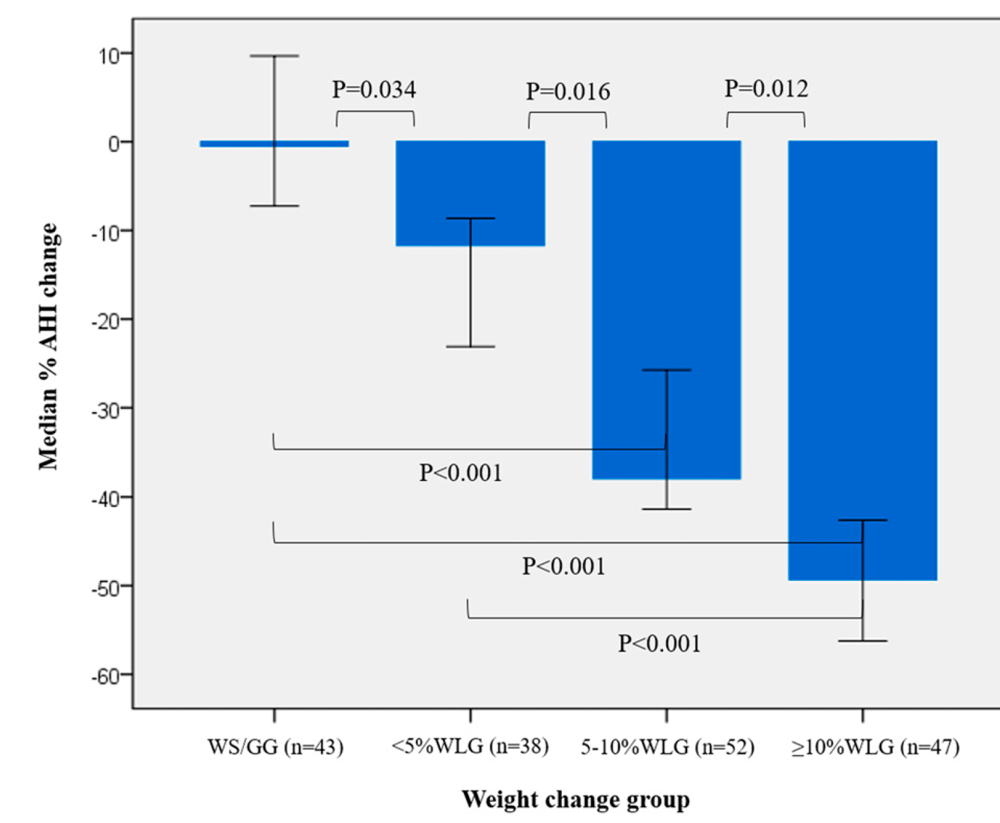 10
P=0.034
P=0.016
P=0.012
0
-10
-20
-30
-40
-50
-60
Median % AHI change
P<0.001
P<0.001
P<0.001
WS/GG (n=43)
<5%WLG (n=38)
5-10%WLG (n=52)
≥10%WLG (n=47)
Weight change group